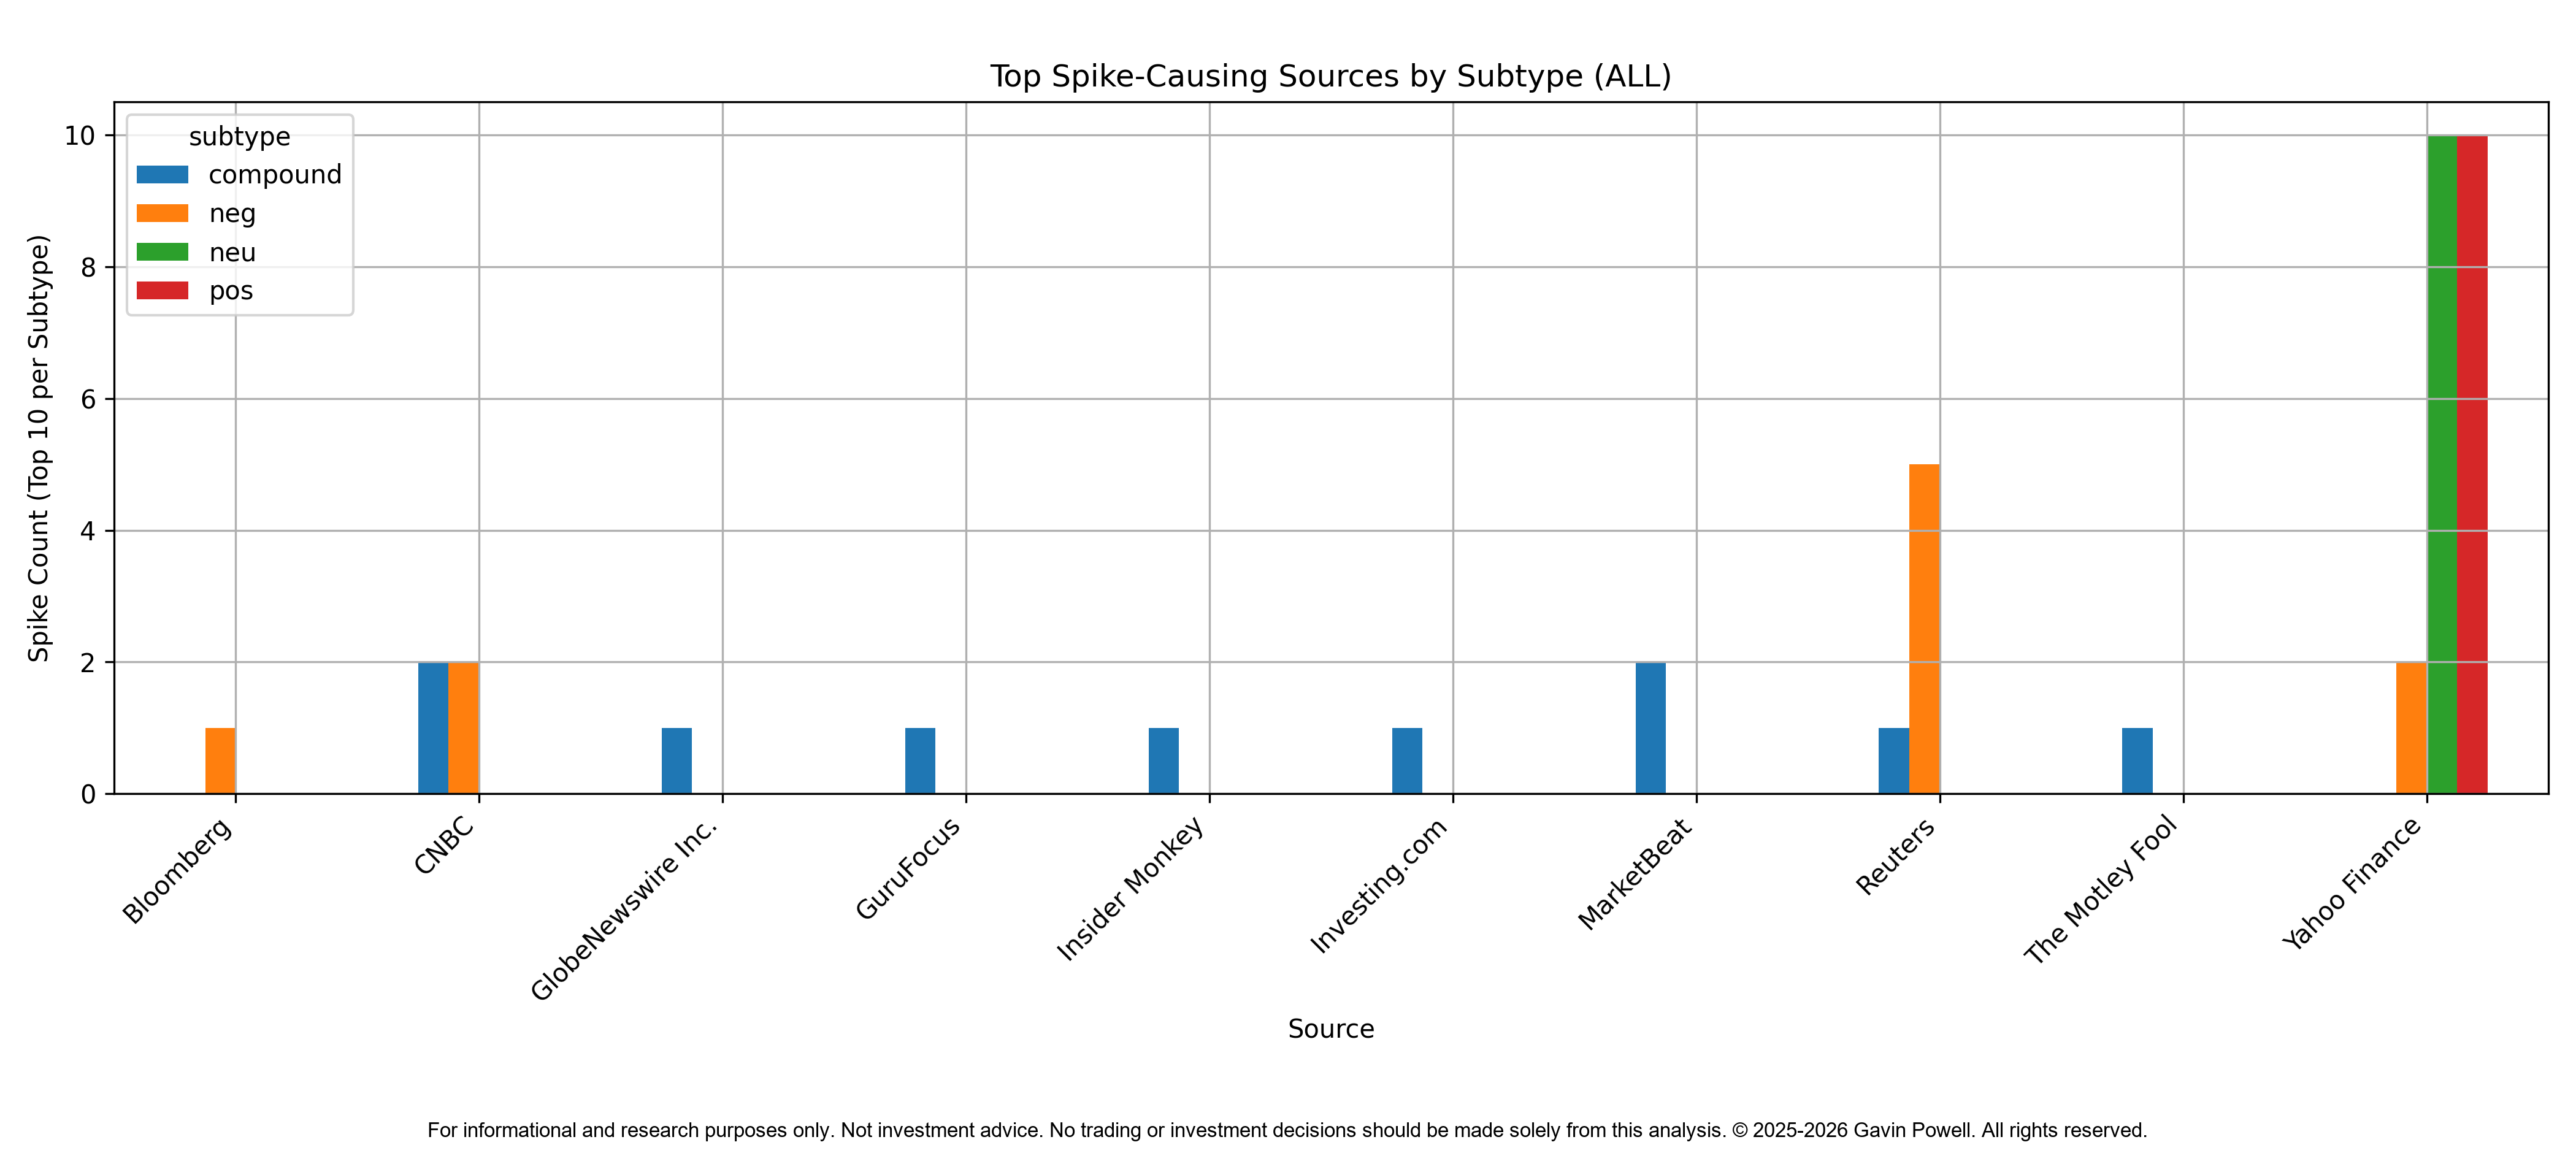 Top Spike-Causing Sources by Subtype (ALL)
Spike Count (Top 10 per Subtype)
10
8
6
4
2
0
subtype
compound
neg
neu
pos
Bloomberg
CNBC
GlobeNewswire Inc.
GuruFocus
Insider Monkey
Investing.com
MarketBeat
Reuters
The Motley Fool
Yahoo Finance
Source
For informational and research purposes only. Not investment advice. No trading or investment decisions should be made solely from this analysis. © 2025-2026 Gavin Powell. All rights reserved.